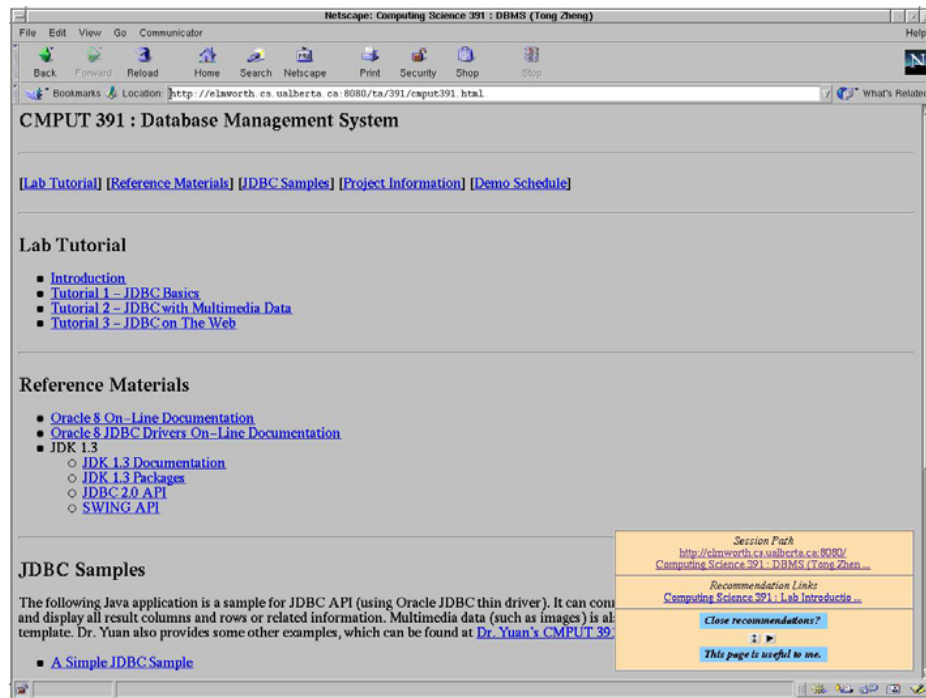 Netscape: Computing Science 391 : DBMS (Tong Zheng)
File Edit View Go Communicator Help
Back Forward Reload Home Search Netscape Print Security Shop Stop
Bookmarks Location: http://elmworth.cs.ualberta.ca:8080/ta/391/cmput391.html What's Related
CMPUT 391 : Database Management System
[Lab Tutorial] [Reference Materials] [JDBC Samples] [Project Information] [Demo Schedule]
Lab Tutorial
Introduction
Tutorial 1 – JDBC Basics
Tutorial 2 – JDBC with Multimedia Data
Tutorial 3 – JDBC on The Web
Reference Materials
Oracle 8 On–Line Documentation
Oracle 8 JDBC Drivers On–Line Documentation
JDK 1.3
JDK 1.3 Documentation
JDK 1.3 Packages
JDBC 2.0 API
SWING API
JDBC Samples
The following Java application is a sample for JDBC API (using Oracle JDBC thin driver). It can conn
and display all result columns and rows or related information. Multimedia data (such as images) is al
template. Dr. Yuan also provides some other examples, which can be found at Dr. Yuan's CMPUT 39
A Simple JDBC Sample
Session Path
http://elmworth.cs.ualberta.ca:8080/
Computing Science 391 : DBMS (Tong Zhen ...
Recommendation Links
Computing Science 391 : Lab Introductio ...
Close recommendations?
This page is useful to me.